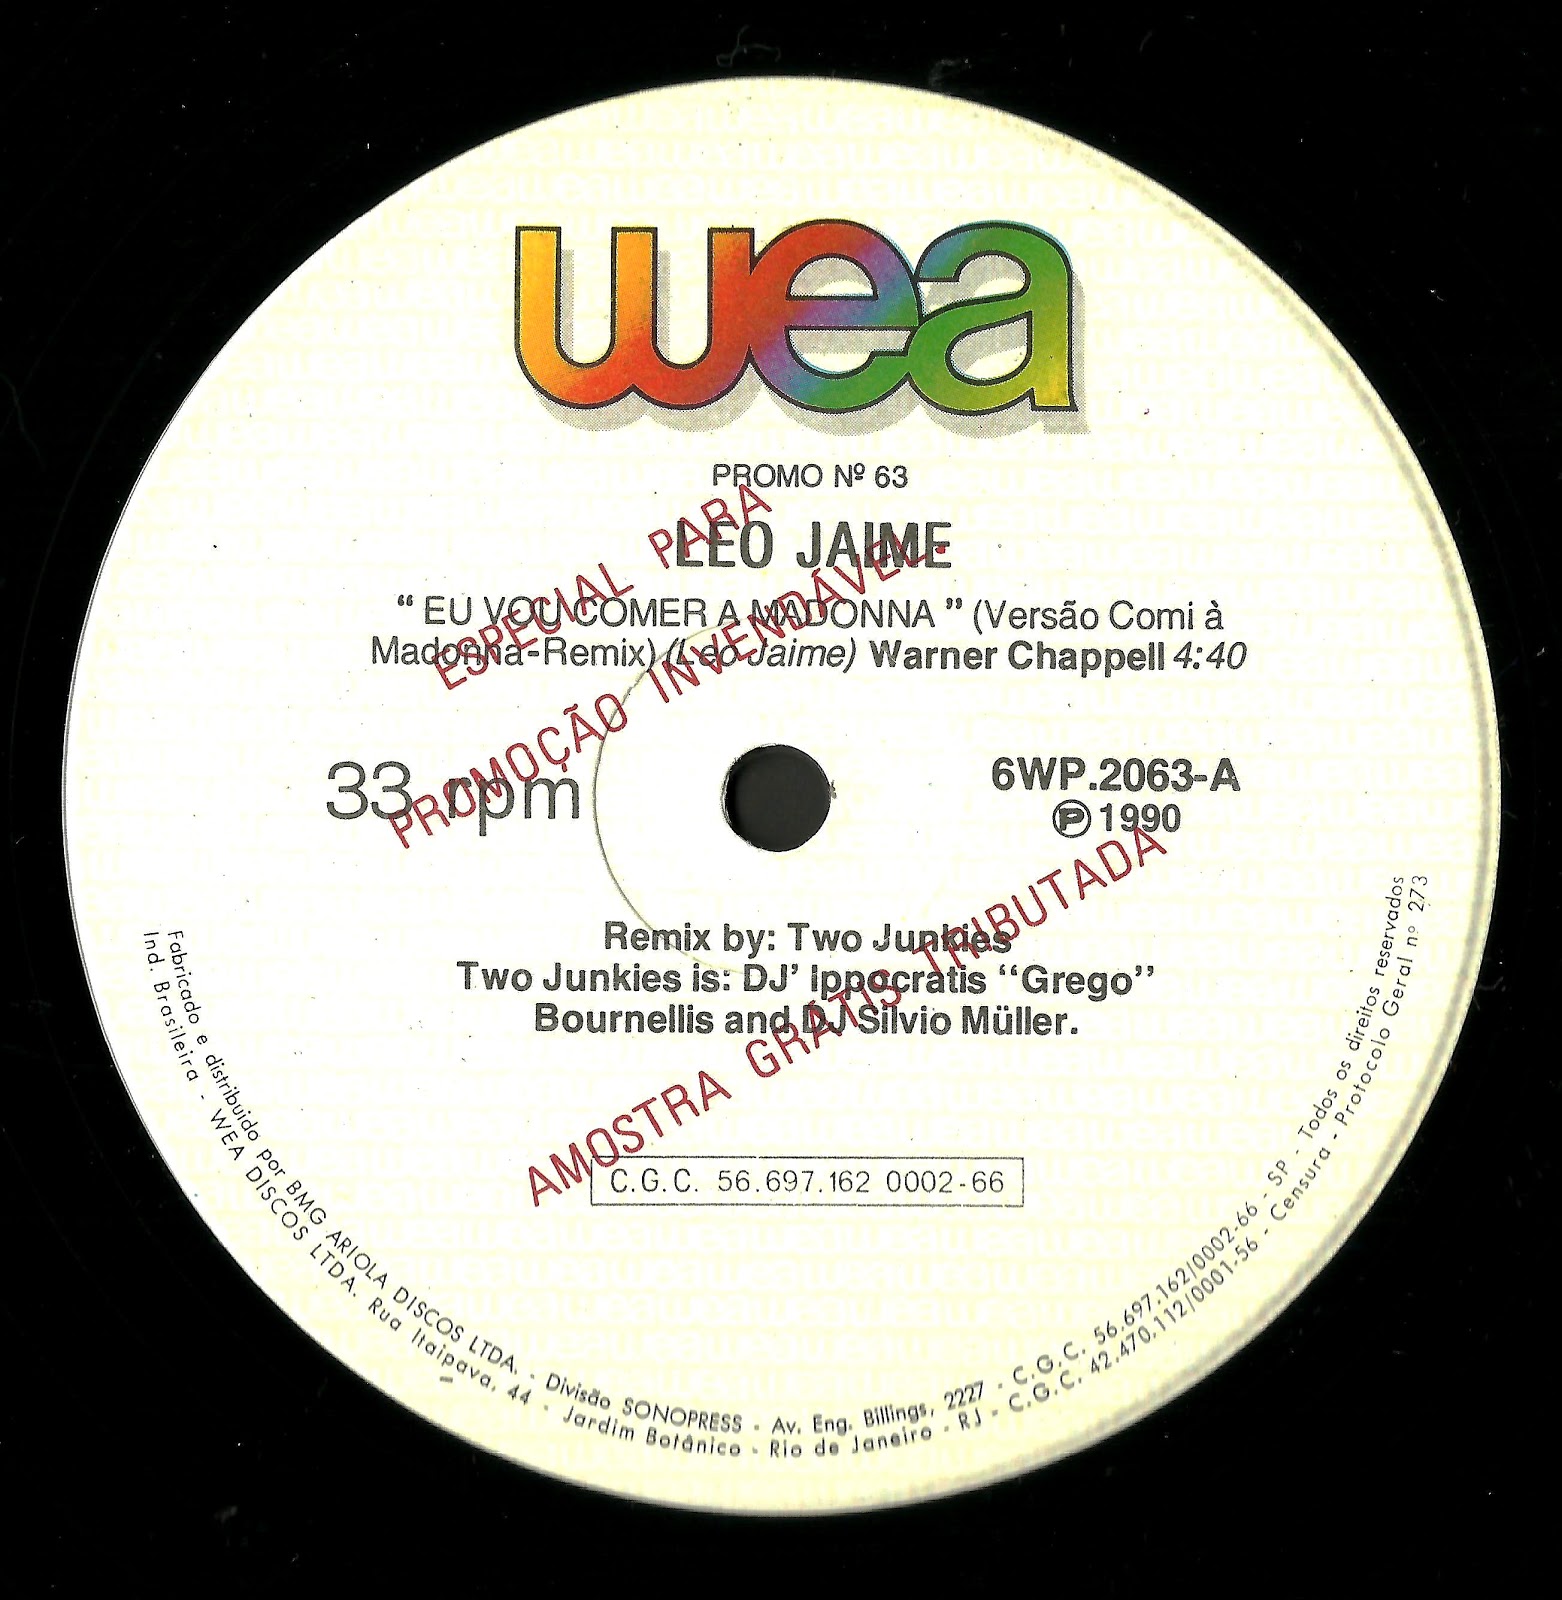 wea
PROMO Nº 63
LEO JAIME
“ EU VOU COMER A MADONNA ” (Versão Comi à
Madonna-Remix) (Leo Jaime) Warner Chappell 4:40
33 rpm
6WP.2063-A
Ⓟ 1990
Remix by: Two Junkies
Two Junkies is: DJ’ Ippocratis “Grego”
Bournellis and DJ Silvio Müller.
C.G.C. 56.697.162 0002-66
ESPECIAL PARA
PROMOÇÃO INVENDÁVEL.
AMOSTRA GRÁTIS TRIBUTADA
Fabricado e distribuido por BMG ARIOLA DISCOS LTDA. - Divisão SONOPRESS - Av. Eng. Billings, 2227 - C.G.C. 56.697.162/0002-66 - SP - Todos os direitos reservados
Ind. Brasileira - WEA DISCOS LTDA. Rua Itaipava, 44 - Jardim Botânico - Rio de Janeiro - RJ - C.G.C. 42.470.112/0001-56 - Censura - Protocolo Geral nº 273